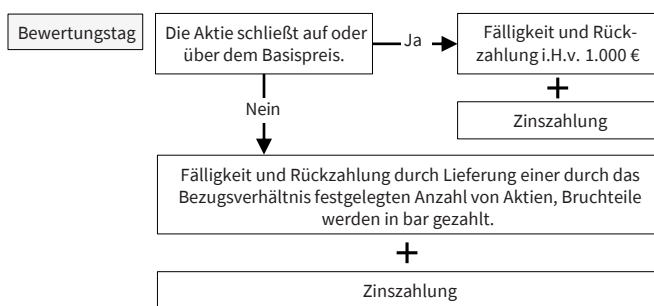 Bewertungstag
Die Aktie schließt auf oder
über dem Basispreis.
Ja
Fälligkeit und Rück-
zahlung i.H.v. 1.000 €
+
Zinszahlung
Nein
Fälligkeit und Rückzahlung durch Lieferung einer durch das
Bezugsverhältnis festgelegten Anzahl von Aktien, Bruchteile
werden in bar gezahlt.
+
Zinszahlung